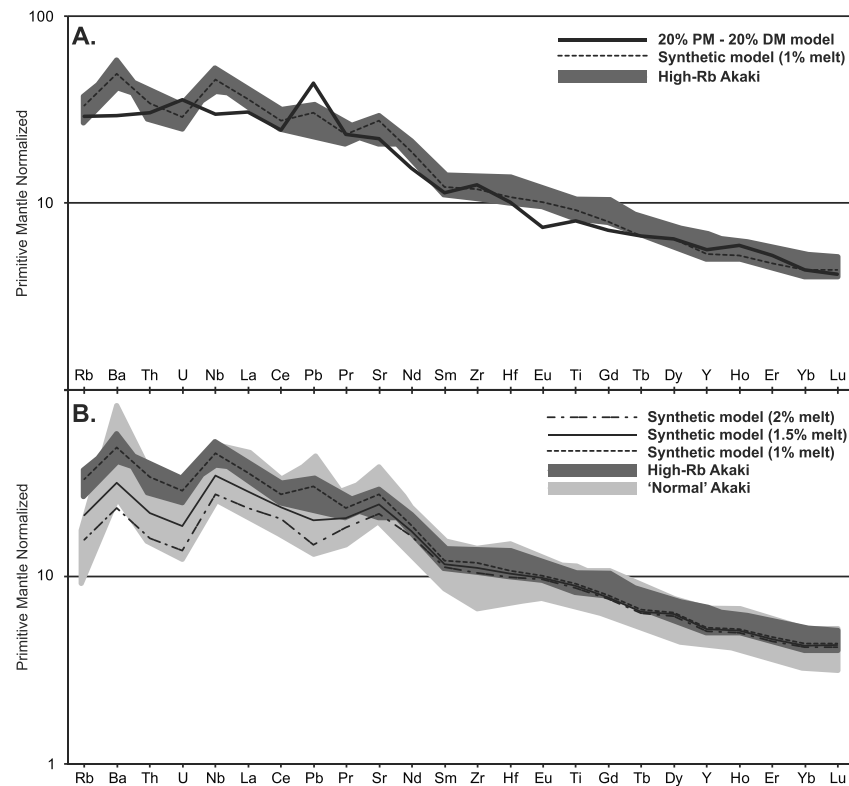 100
A.
20% PM - 20% DM model
Synthetic model (1% melt)
High-Rb Akaki
Primitive Mantle Normalized
10
Rb Ba Th U Nb La Ce Pb Pr Sr Nd Sm Zr Hf Eu Ti Gd Tb Dy Y Ho Er Yb Lu
B.
Synthetic model (2% melt)
Synthetic model (1.5% melt)
Synthetic model (1% melt)
High-Rb Akaki
‘Normal’ Akaki
Primitive Mantle Normalized
10
1
Rb Ba Th U Nb La Ce Pb Pr Sr Nd Sm Zr Hf Eu Ti Gd Tb Dy Y Ho Er Yb Lu